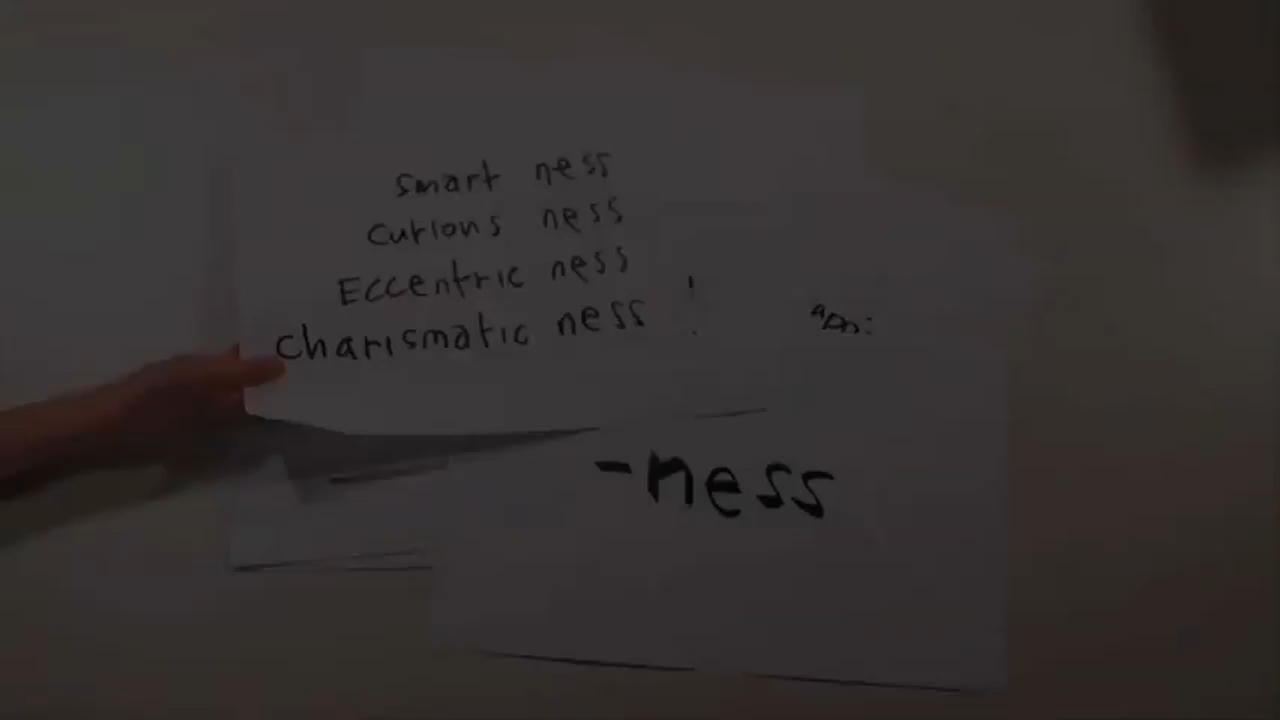 smart ness
curious ness
Eccentric ness
charismatic ness !
-ness